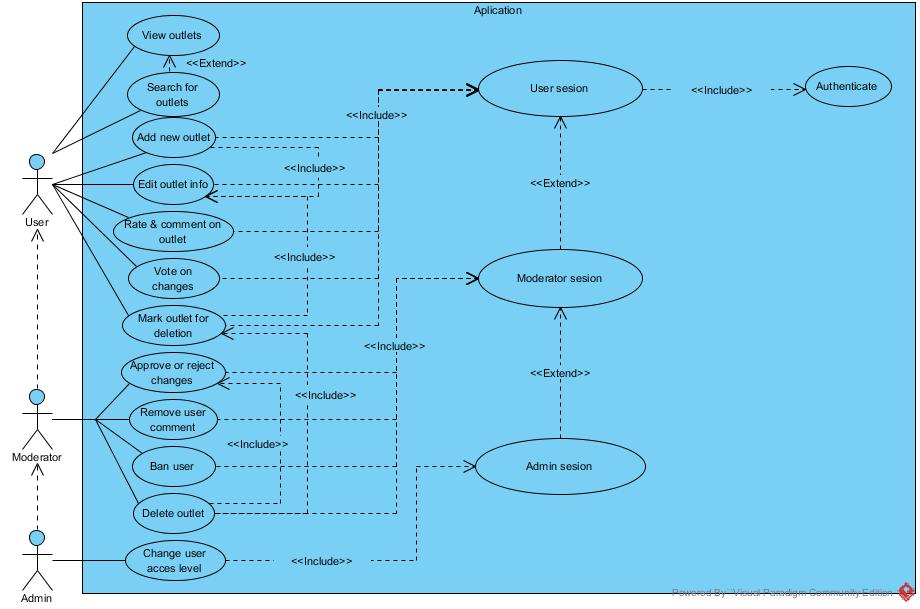 Aplication
View outlets
<<Extend>>
Search for
outlets
User sesion
<<Include>>
Authenticate
<<Include>>
Add new outlet
<<Include>>
Edit outlet info
<<Extend>>
User
Rate & comment on
outlet
<<Include>>
Vote on
changes
Moderator sesion
Mark outlet for
deletion
<<Include>>
Approve or reject
changes
<<Extend>>
<<Include>>
Remove user
comment
<<Include>>
Moderator
Ban user
Admin sesion
Delete outlet
Change user
acces level
<<Include>>
Admin
Powered By Visual Paradigm Community Edition